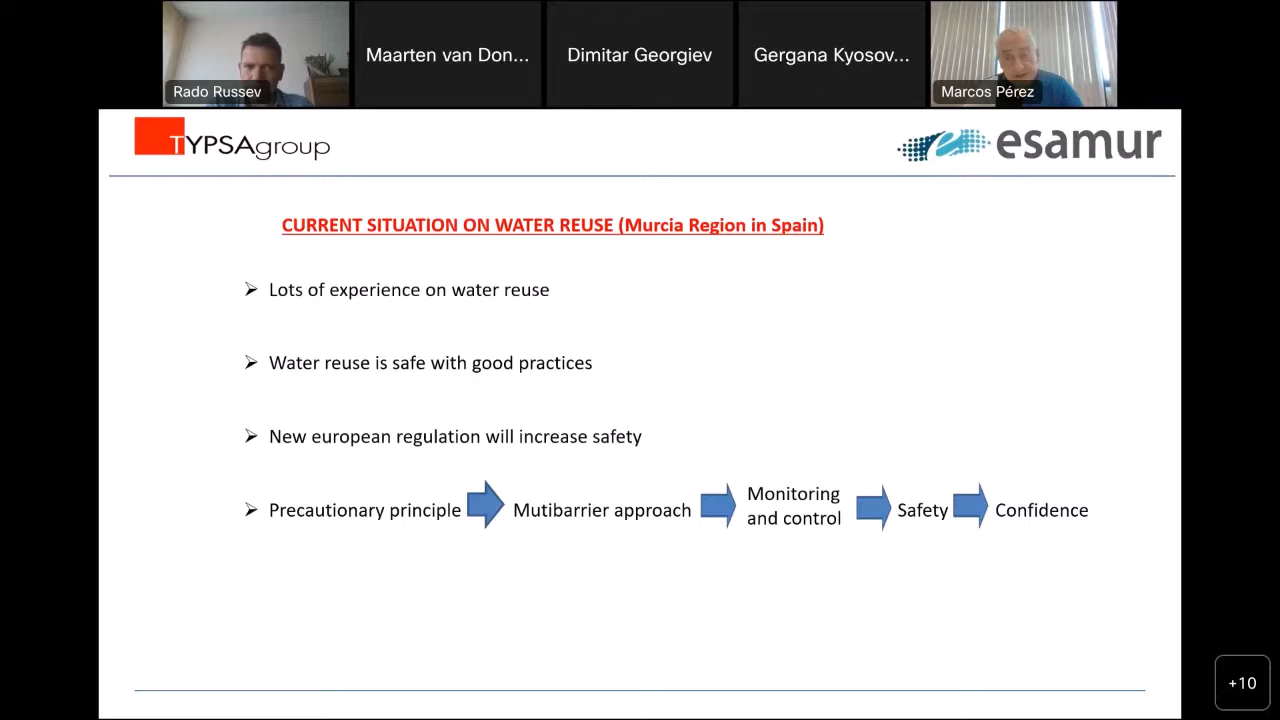 Maarten van Don...
Dimitar Georgiev
Gergana Kyosov...
Rado Russev
Marcos Pérez
TYPSAgroup
esamur
CURRENT SITUATION ON WATER REUSE (Murcia Region in Spain)
➢ Lots of experience on water reuse
➢ Water reuse is safe with good practices
➢ New european regulation will increase safety
➢ Precautionary principle
Mutibarrier approach
Monitoring
and control
Safety
Confidence
+10